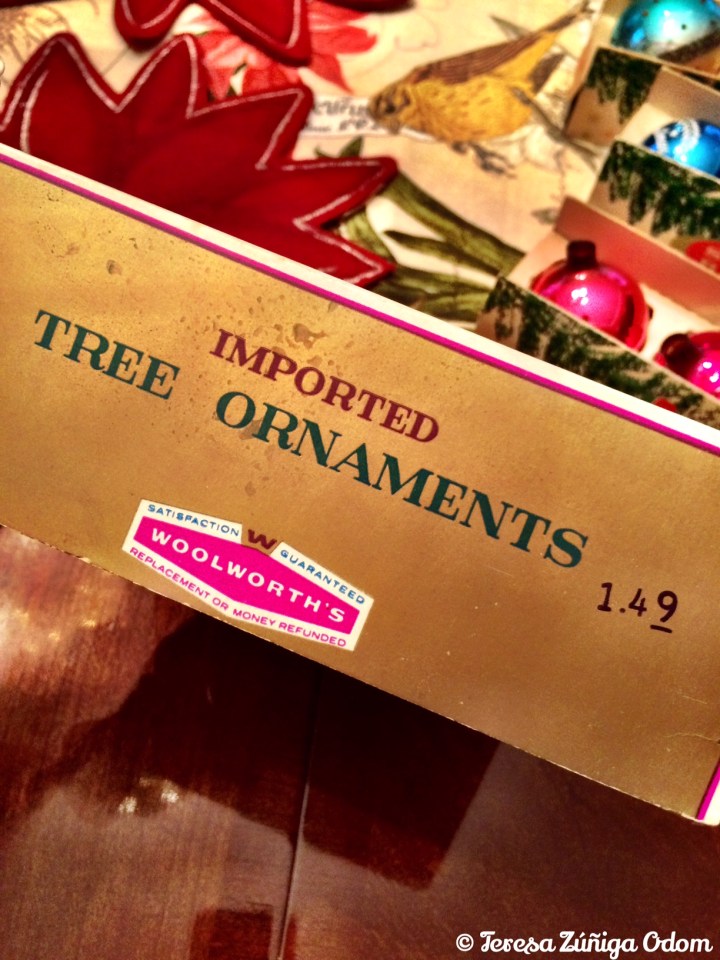 IMPORTED
TREE ORNAMENTS
SATISFACTION W GUARANTEED
WOOLWORTH'S
REPLACEMENT OR MONEY REFUNDED
1.49
© Teresa Zúñiga Odom